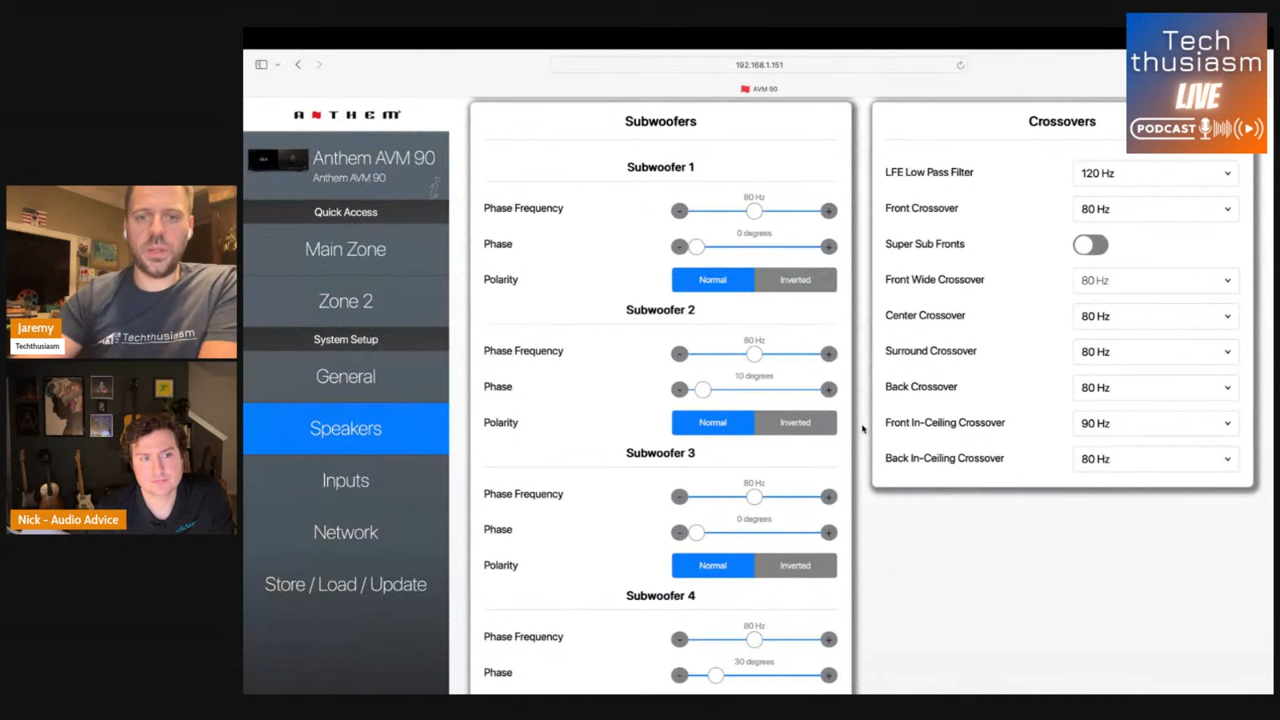 Tech
thusiasm
LIVE
PODCAST
192.168.1.151
AVM 90
ANTHEM
Anthem AVM 90
Anthem AVM 90
Quick Access
Main Zone
Zone 2
System Setup
General
Speakers
Inputs
Network
Store / Load / Update
Techthusiasm
Jaremy
Techthusiasm
Nick - Audio Advice
Subwoofers
Subwoofer 1
Phase Frequency
80 Hz
Phase
0 degrees
Polarity
Normal
Inverted
Subwoofer 2
Phase Frequency
80 Hz
Phase
10 degrees
Polarity
Normal
Inverted
Subwoofer 3
Phase Frequency
80 Hz
Phase
0 degrees
Polarity
Normal
Inverted
Subwoofer 4
Phase Frequency
80 Hz
Phase
30 degrees
Crossovers
LFE Low Pass Filter
120 Hz
Front Crossover
80 Hz
Super Sub Fronts
Front Wide Crossover
80 Hz
Center Crossover
80 Hz
Surround Crossover
80 Hz
Back Crossover
80 Hz
Front In-Ceiling Crossover
90 Hz
Back In-Ceiling Crossover
80 Hz